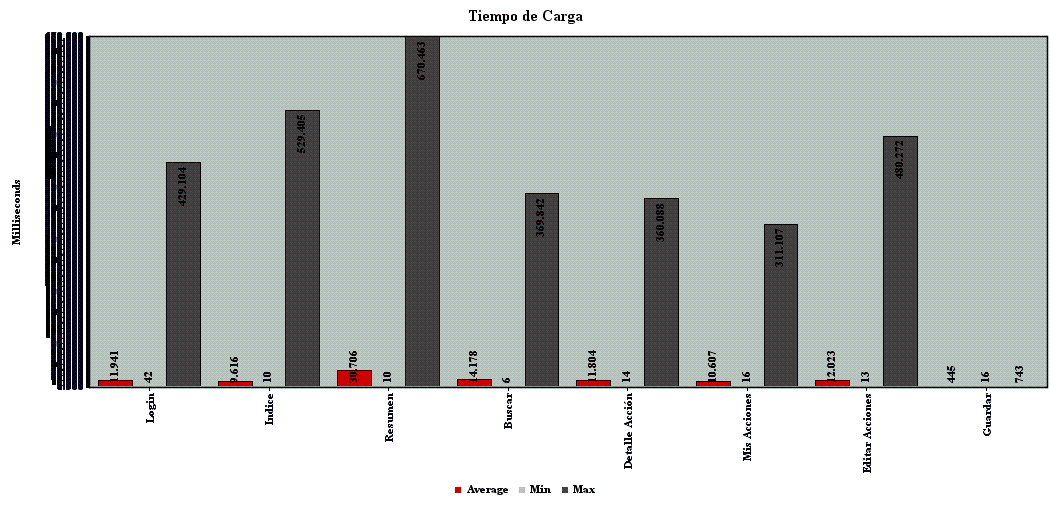 Tiempo de Carga
Milliseconds
11.941
42
429.104
9.616
10
529.405
30.706
10
670.463
14.178
6
369.842
11.804
14
360.088
10.607
16
311.107
12.023
13
480.272
445
16
743
Login
Indice
Resumen
Buscar
Detalle Acción
Mis Acciones
Editar Acciones
Guardar
Average Min Max